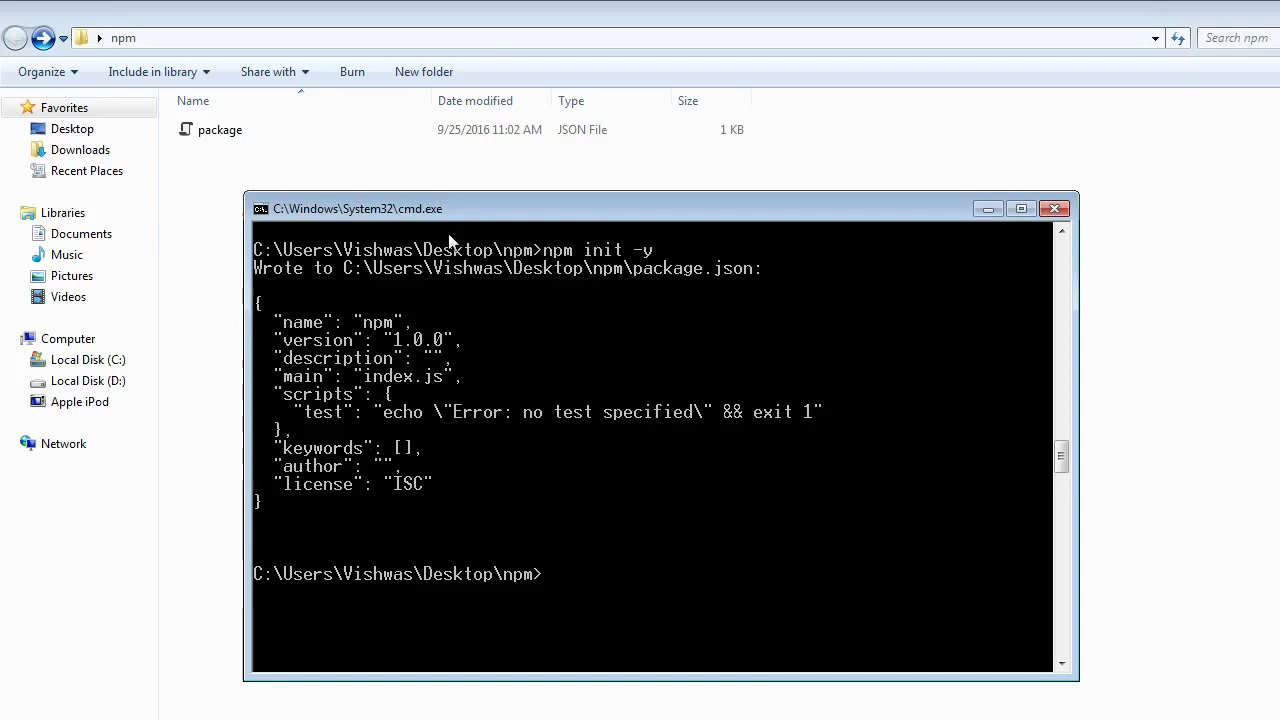 npm
Search npm
Organize
Include in library
Share with
Burn
New folder
Name
Date modified
Type
Size
package
9/25/2016 11:02 AM
JSON File
1 KB
Favorites
Desktop
Downloads
Recent Places
Libraries
Documents
Music
Pictures
Videos
Computer
Local Disk (C:)
Local Disk (D:)
Apple iPod
Network
C:\Windows\System32\cmd.exe
C:\Users\Vishwas\Desktop\npm>npm init -y
Wrote to C:\Users\Vishwas\Desktop\npm\package.json:
{
"name": "npm",
"version": "1.0.0",
"description": "",
"main": "index.js",
"scripts": {
"test": "echo \"Error: no test specified\" && exit 1"
},
"keywords": [],
"author": "",
"license": "ISC"
}
C:\Users\Vishwas\Desktop\npm>